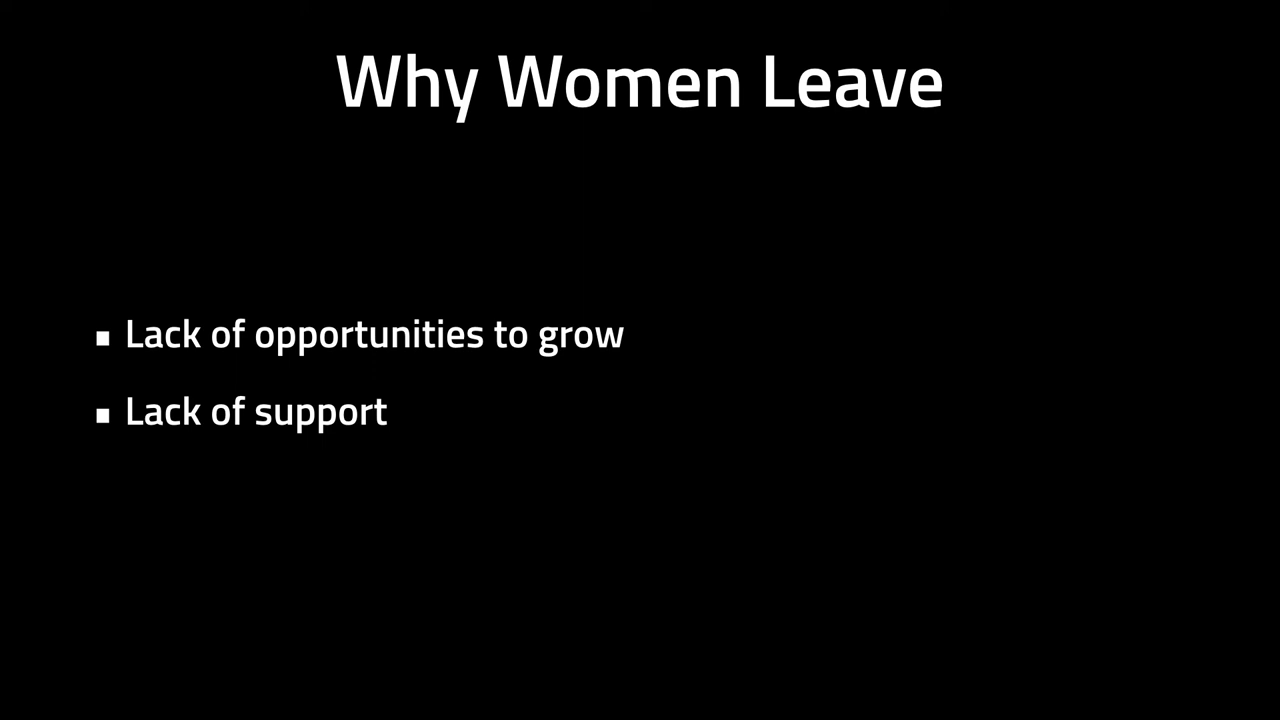 Why Women Leave
▪ Lack of opportunities to grow
▪ Lack of support